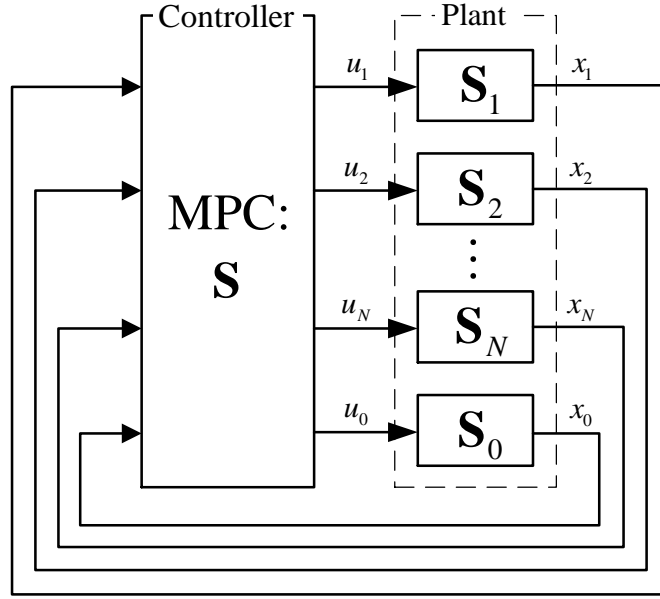 Controller
Plant
u1
S1
x1
u2
S2
x2
MPC:
S
⋮
uN
SN
xN
u0
S0
x0